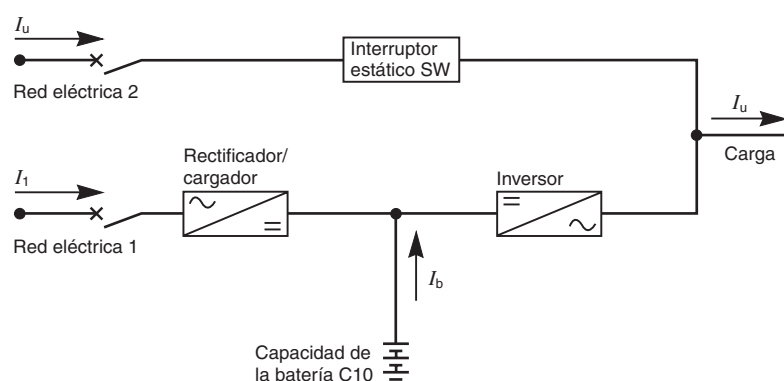 Iu
Interruptor
estático SW
Red eléctrica 2
Iu
Carga
Rectificador/
cargador
Inversor
I1
Red eléctrica 1
Ib
Capacidad de
la batería C10